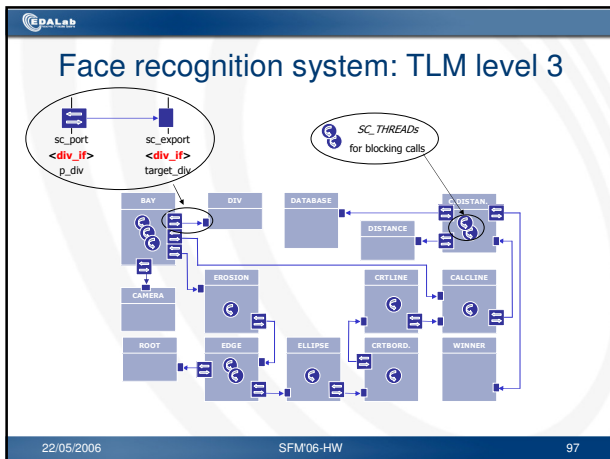 EDALab
Face recognition system: TLM level 3
sc_port
sc_export
<div_if>
<div_if>
p_div
target_div
SC_THREADs
for blocking calls
BAY
DIV
DATABASE
C.DISTAN.
DISTANCE
EROSION
CRTLINE
CALCLINE
CAMERA
ROOT
EDGE
ELLIPSE
CRTBORD.
WINNER
22/05/2006
SFM'06-HW
97